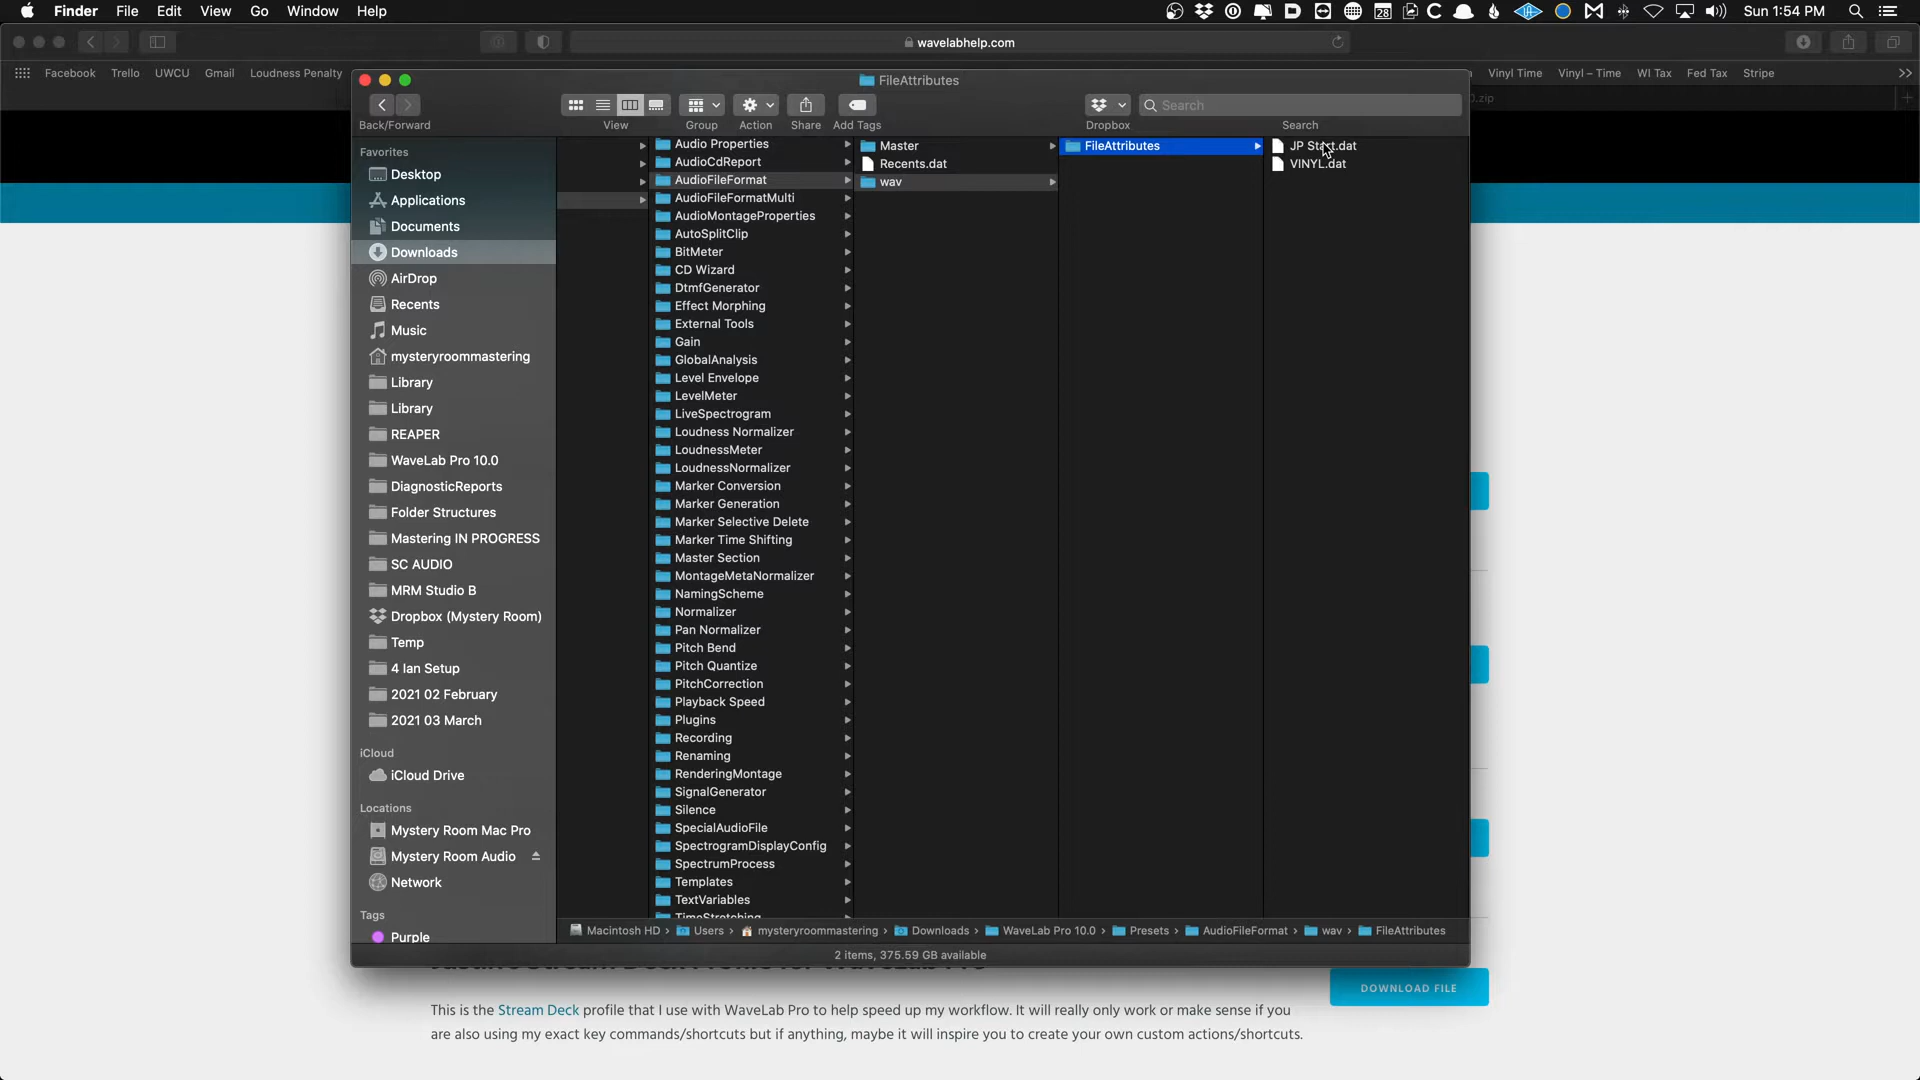 Finder File Edit View Go Window Help
28
Sun 1:54 PM
wavelabhelp.com
Facebook Trello UWCU Gmail Loudness Penalty
Vinyl Time Vinyl – Time WI Tax Fed Tax Stripe
.zip
FileAttributes
Search
Back/Forward View Group Action Share Add Tags Dropbox Search
Favorites
Desktop
Applications
Documents
Downloads
AirDrop
Recents
Music
mysteryroommastering
Library
Library
REAPER
WaveLab Pro 10.0
DiagnosticReports
Folder Structures
Mastering IN PROGRESS
SC AUDIO
MRM Studio B
Dropbox (Mystery Room)
Temp
4 Ian Setup
2021 02 February
2021 03 March
iCloud
iCloud Drive
Locations
Mystery Room Mac Pro
Mystery Room Audio
Network
Tags
Purple
Audio Properties
AudioCdReport
AudioFileFormat
AudioFileFormatMulti
AudioMontageProperties
AutoSplitClip
BitMeter
CD Wizard
DtmfGenerator
Effect Morphing
External Tools
Gain
GlobalAnalysis
Level Envelope
LevelMeter
LiveSpectrogram
Loudness Normalizer
LoudnessMeter
LoudnessNormalizer
Marker Conversion
Marker Generation
Marker Selective Delete
Marker Time Shifting
Master Section
MontageMetaNormalizer
NamingScheme
Normalizer
Pan Normalizer
Pitch Bend
Pitch Quantize
PitchCorrection
Playback Speed
Plugins
Recording
Renaming
RenderingMontage
SignalGenerator
Silence
SpecialAudioFile
SpectrogramDisplayConfig
SpectrumProcess
Templates
TextVariables
TimeStretching
Master
Recents.dat
wav
FileAttributes
JP Start.dat
VINYL.dat
Macintosh HD › Users › mysteryroommastering › Downloads › WaveLab Pro 10.0 › Presets › AudioFileFormat › wav › FileAttributes
2 items, 375.59 GB available
DOWNLOAD FILE
This is the Stream Deck profile that I use with WaveLab Pro to help speed up my workflow. It will really only work or make sense if you
are also using my exact key commands/shortcuts but if anything, maybe it will inspire you to create your own custom actions/shortcuts.